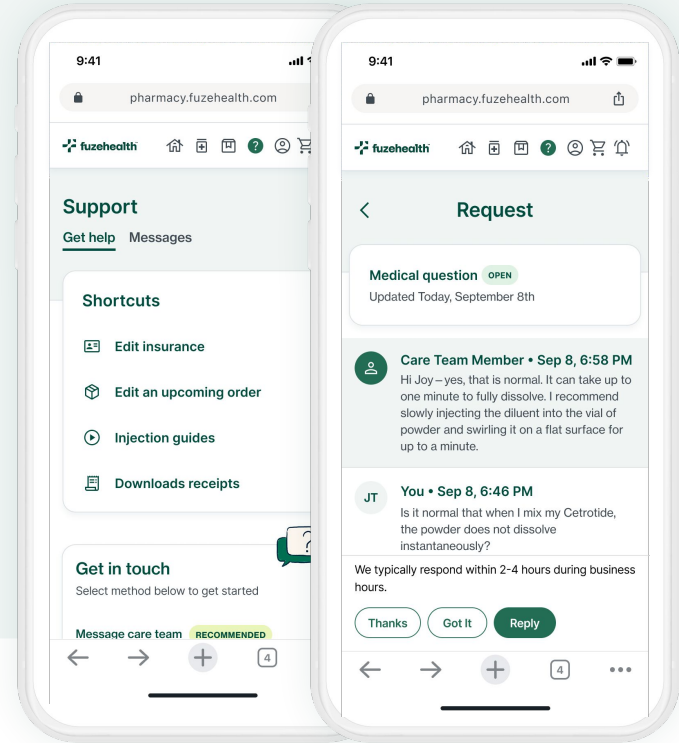 9:41
pharmacy.fuzehealth.com
fuzehealth
?
Support
Get help Messages
Shortcuts
Edit insurance
Edit an upcoming order
Injection guides
Downloads receipts
?
Get in touch
Select method below to get started
Message care team RECOMMENDED
4
9:41
pharmacy.fuzehealth.com
fuzehealth
?
Request
Medical question OPEN
Updated Today, September 8th
Care Team Member • Sep 8, 6:58 PM
Hi Joy – yes, that is normal. It can take up to
one minute to fully dissolve. I recommend
slowly injecting the diluent into the vial of
powder and swirling it on a flat surface for
up to a minute.
JT
You • Sep 8, 6:46 PM
Is it normal that when I mix my Cetrotide,
the powder does not dissolve
instantaneously?
We typically respond within 2-4 hours during business
hours.
Thanks Got It Reply
4